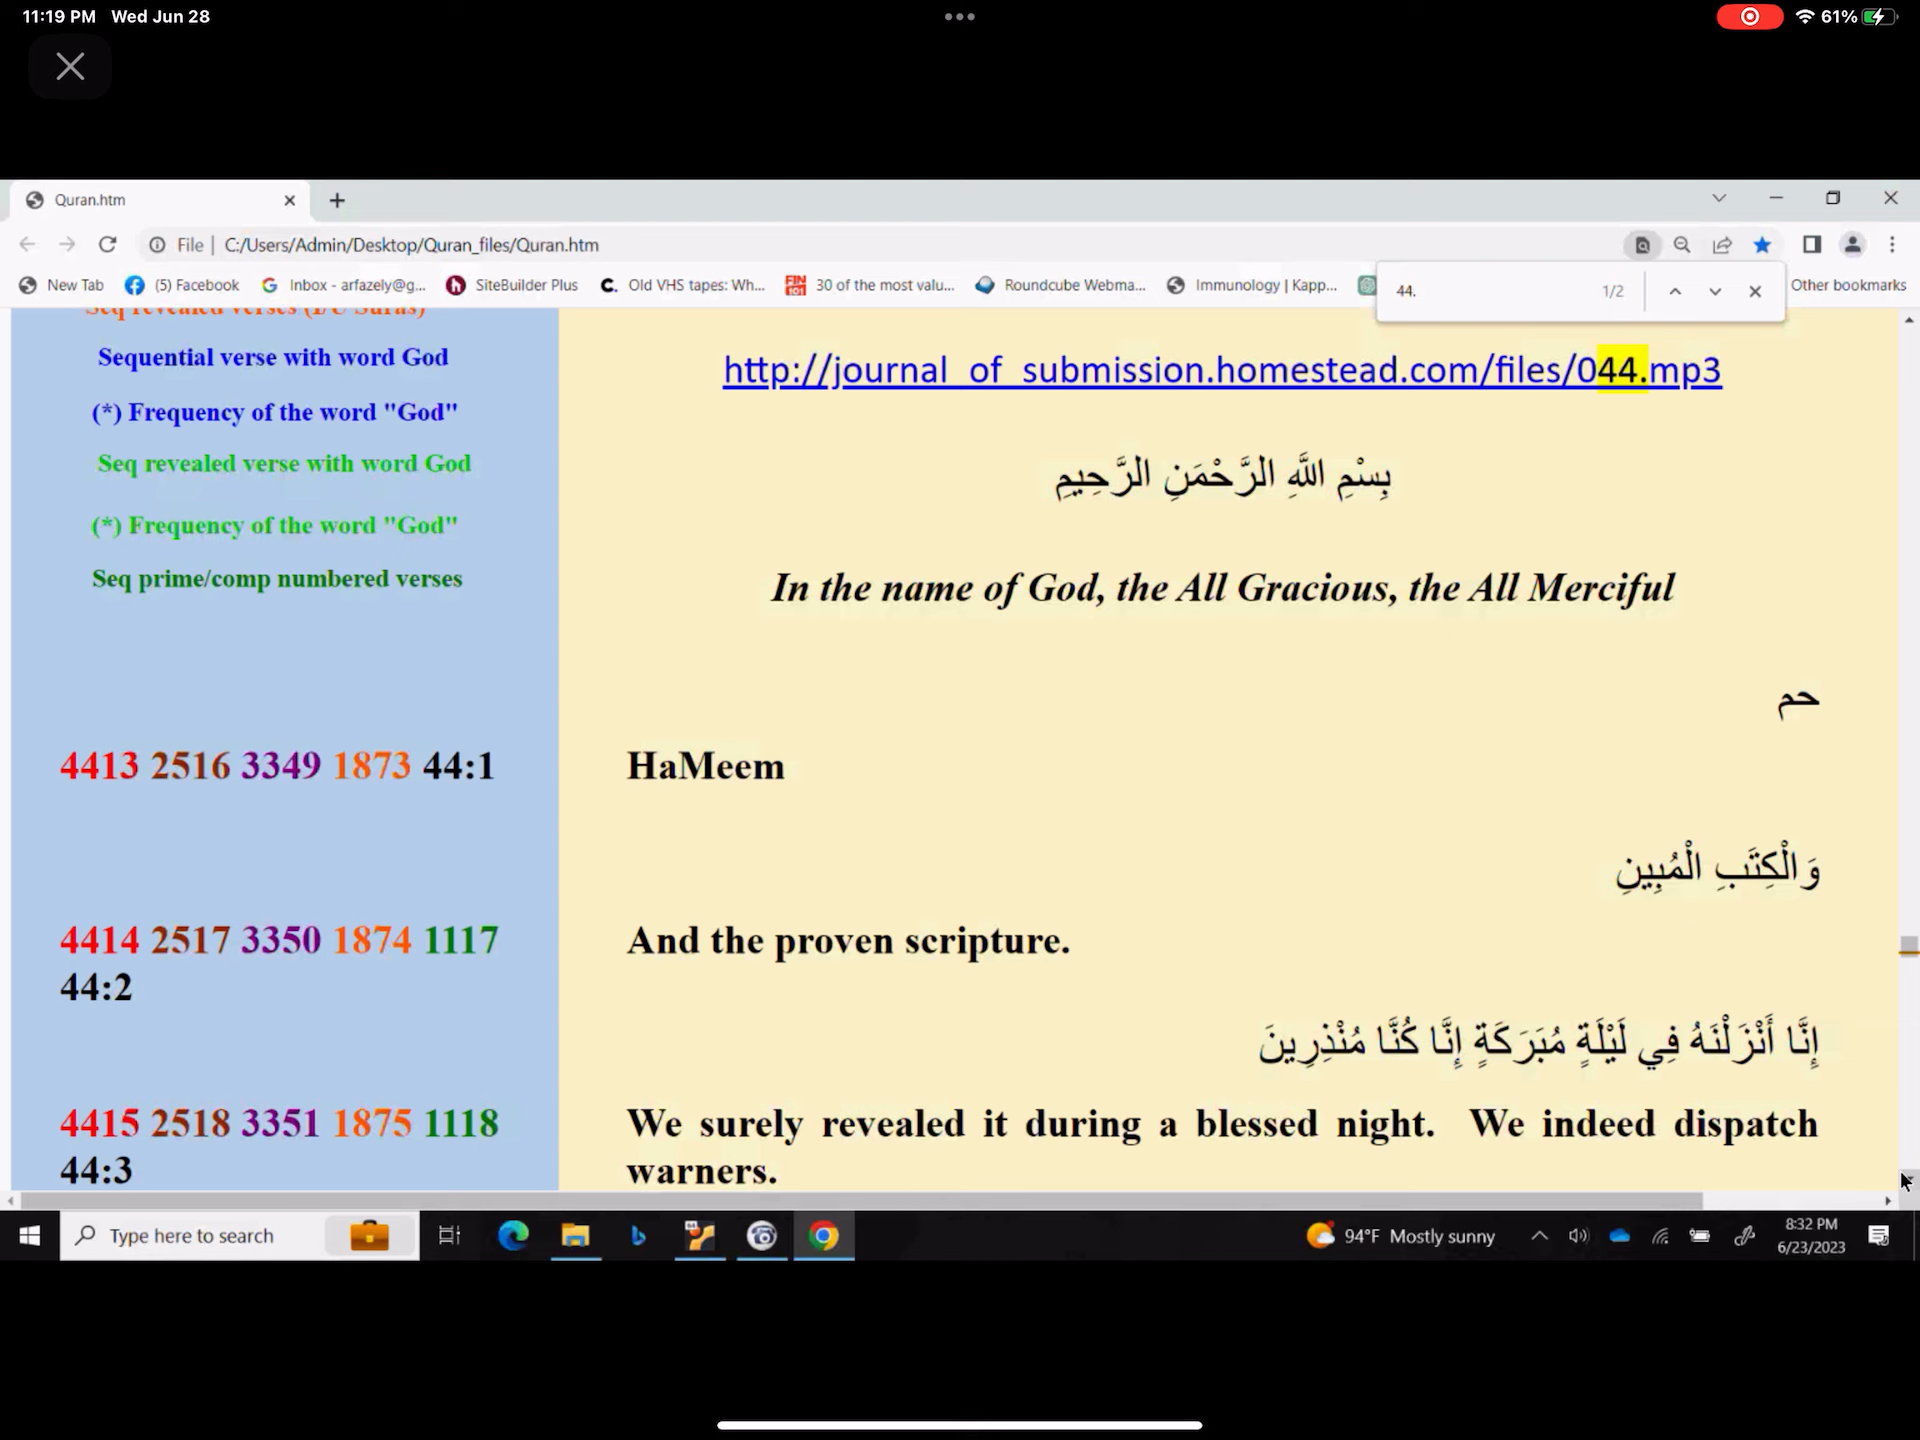 11:19 PM Wed Jun 28
61%
Quran.htm
File | C:/Users/Admin/Desktop/Quran_files/Quran.htm
New Tab (5) Facebook Inbox - arfazely@g... SiteBuilder Plus Old VHS tapes: Wh... 30 of the most valu... Roundcube Webma... Immunology | Kapp... Other bookmarks
44. 1/2
Seq revealed verses (I/U Suras)
Sequential verse with word God
(*) Frequency of the word "God"
Seq revealed verse with word God
(*) Frequency of the word "God"
Seq prime/comp numbered verses
http://journal_of_submission.homestead.com/files/044.mp3
بِسْمِ اللَّهِ الرَّحْمَنِ الرَّحِيمِ
In the name of God, the All Gracious, the All Merciful
حم
4413 2516 3349 1873 44:1 HaMeem
وَالْكِتَبِ الْمُبِينِ
4414 2517 3350 1874 1117 And the proven scripture.
44:2
إِنَّا أَنْزَلْنَهُ فِي لَيْلَةٍ مُبَرَكَةٍ إِنَّا كُنَّا مُنْذِرِينَ
4415 2518 3351 1875 1118 We surely revealed it during a blessed night. We indeed dispatch
44:3 warners.
Type here to search
94°F Mostly sunny
8:32 PM
6/23/2023